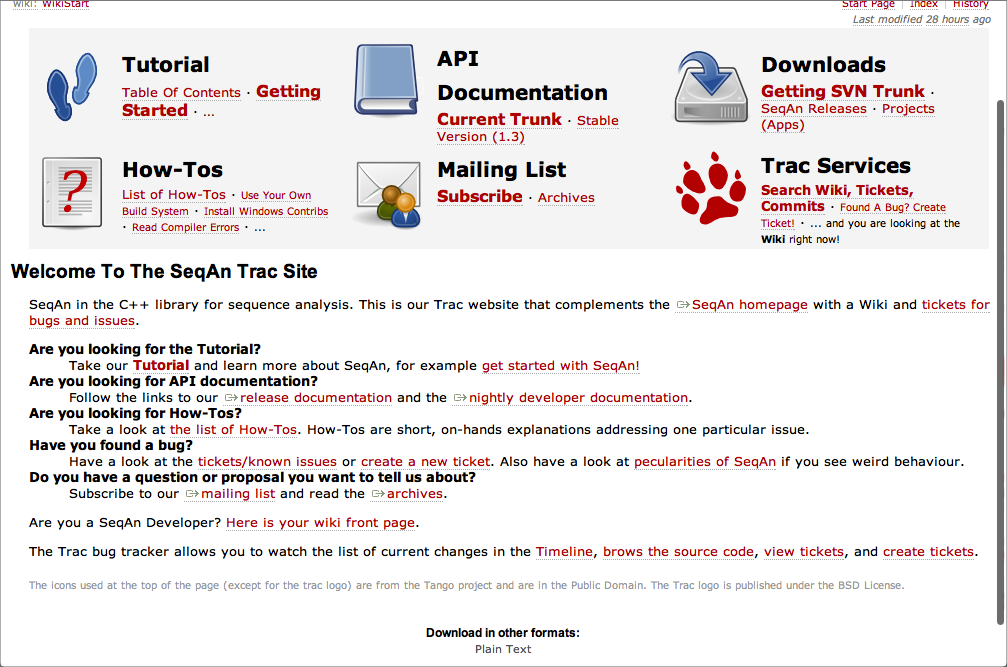 wiki: WikiStart
Start Page | Index | History
Last modified 28 hours ago
Tutorial
Table Of Contents · Getting
Started · ...
API
Documentation
Current Trunk · Stable
Version (1.3)
Downloads
Getting SVN Trunk ·
SeqAn Releases · Projects
(Apps)
How-Tos
List of How-Tos · Use Your Own
Build System · Install Windows Contribs
· Read Compiler Errors · ...
Mailing List
Subscribe · Archives
Trac Services
Search Wiki, Tickets,
Commits · Found A Bug? Create
Ticket! · ... and you are looking at the
Wiki right now!
Welcome To The SeqAn Trac Site
SeqAn in the C++ library for sequence analysis. This is our Trac website that complements the SeqAn homepage with a Wiki and tickets for
bugs and issues.
Are you looking for the Tutorial?
Take our Tutorial and learn more about SeqAn, for example get started with SeqAn!
Are you looking for API documentation?
Follow the links to our release documentation and the nightly developer documentation.
Are you looking for How-Tos?
Take a look at the list of How-Tos. How-Tos are short, on-hands explanations addressing one particular issue.
Have you found a bug?
Have a look at the tickets/known issues or create a new ticket. Also have a look at pecularities of SeqAn if you see weird behaviour.
Do you have a question or proposal you want to tell us about?
Subscribe to our mailing list and read the archives.
Are you a SeqAn Developer? Here is your wiki front page.
The Trac bug tracker allows you to watch the list of current changes in the Timeline, brows the source code, view tickets, and create tickets.
The icons used at the top of the page (except for the trac logo) are from the Tango project and are in the Public Domain. The Trac logo is published under the BSD License.
Download in other formats:
Plain Text